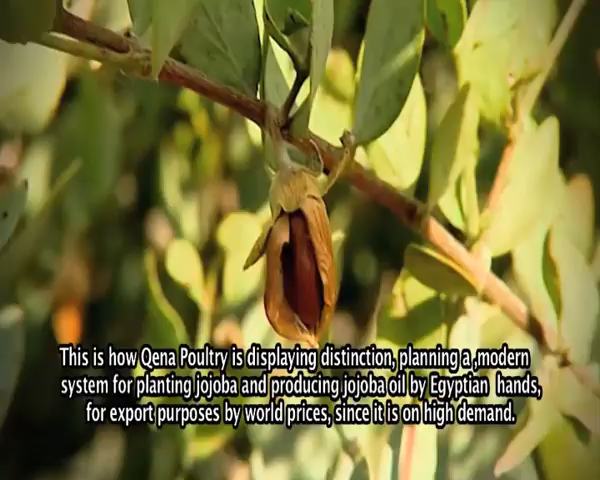 This is how Qena Poultry is displaying distinction, planning a ,modern
system for planting jojoba and producing jojoba oil by Egyptian  hands,
for export purposes by world prices, since it is on high demand.